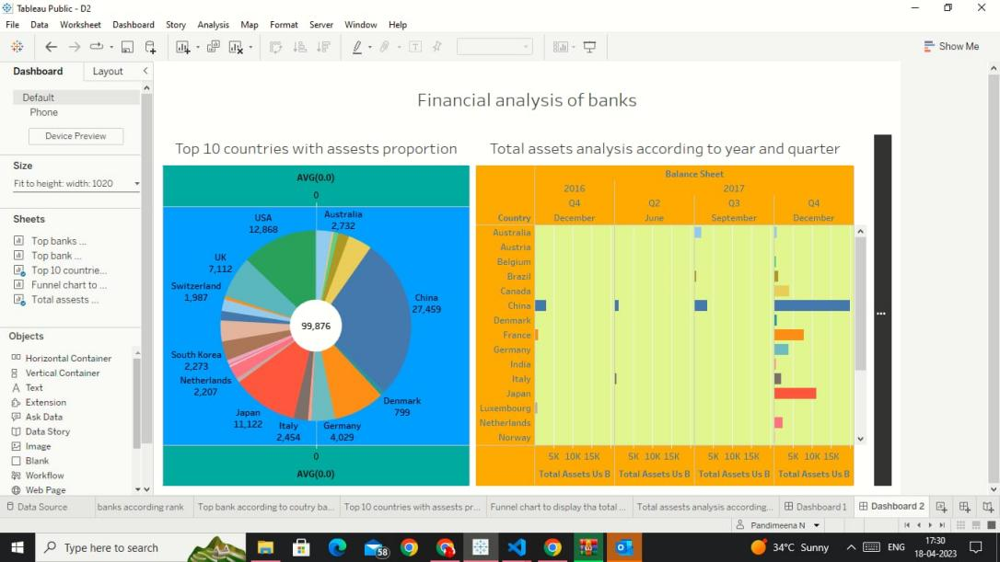 Tableau Public - D2
File Data Worksheet Dashboard Story Analysis Map Format Server Window Help
Show Me
Dashboard Layout
Default
Phone
Device Preview
Size
Fit to height: width: 1020
Sheets
Top banks ...
Top bank ...
Top 10 countrie...
Funnel chart to ...
Total assests ...
Objects
Horizontal Container
Vertical Container
Text
Extension
Ask Data
Data Story
Image
Blank
Workflow
Web Page
Financial analysis of banks
Top 10 countries with assests proportion
AVG(0.0)
0
USA
12,868
Australia
2,732
UK
7,112
Switzerland
1,987
China
27,459
99,876
South Korea
2,273
Netherlands
2,207
Denmark
799
Japan
11,122
Italy
2,454
Germany
4,029
0
AVG(0.0)
Total assets analysis according to year and quarter
Balance Sheet
2016 2017
Q4 Q2 Q3 Q4
Country December June September December
Australia
Austria
Belgium
Brazil
Canada
China
Denmark
France
Germany
India
Italy
Japan
Luxembourg
Netherlands
Norway
5K 10K 15K 5K 10K 15K 5K 10K 15K 5K 10K 15K
Total Assets Us B Total Assets Us B Total Assets Us B Total Assets Us B
Data Source banks according rank Top bank according to coutry ba... Top 10 countries with assests pr... Funnel chart to display tha total ... Total assests analysis according... Dashboard 1 Dashboard 2
Pandimeena N
Type here to search
58
34°C Sunny
ENG
17:30
18-04-2023